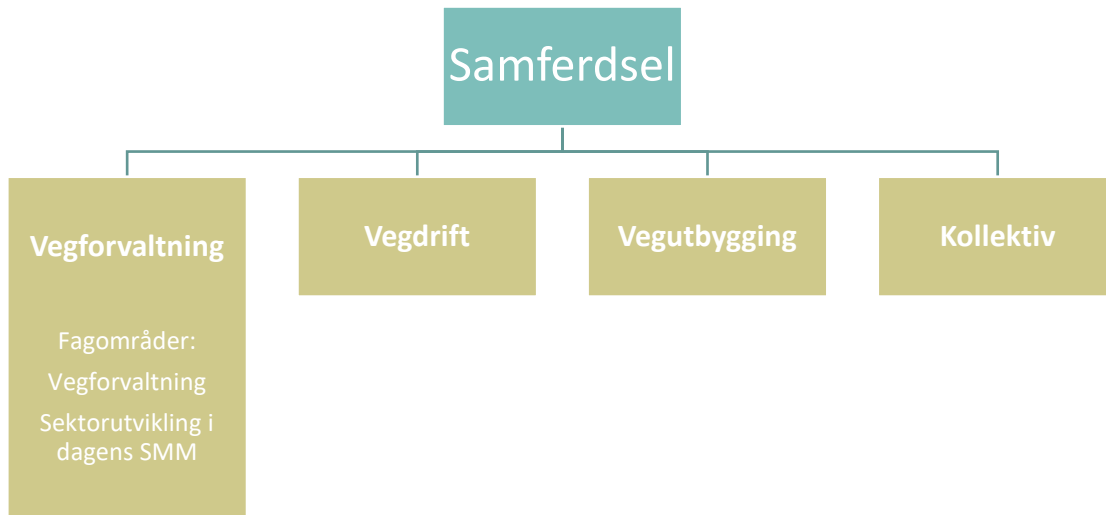 Samferdsel
Vegforvaltning
Fagområder:
Vegforvaltning
Sektorutvikling i
dagens SMM
Vegdrift
Vegutbygging
Kollektiv